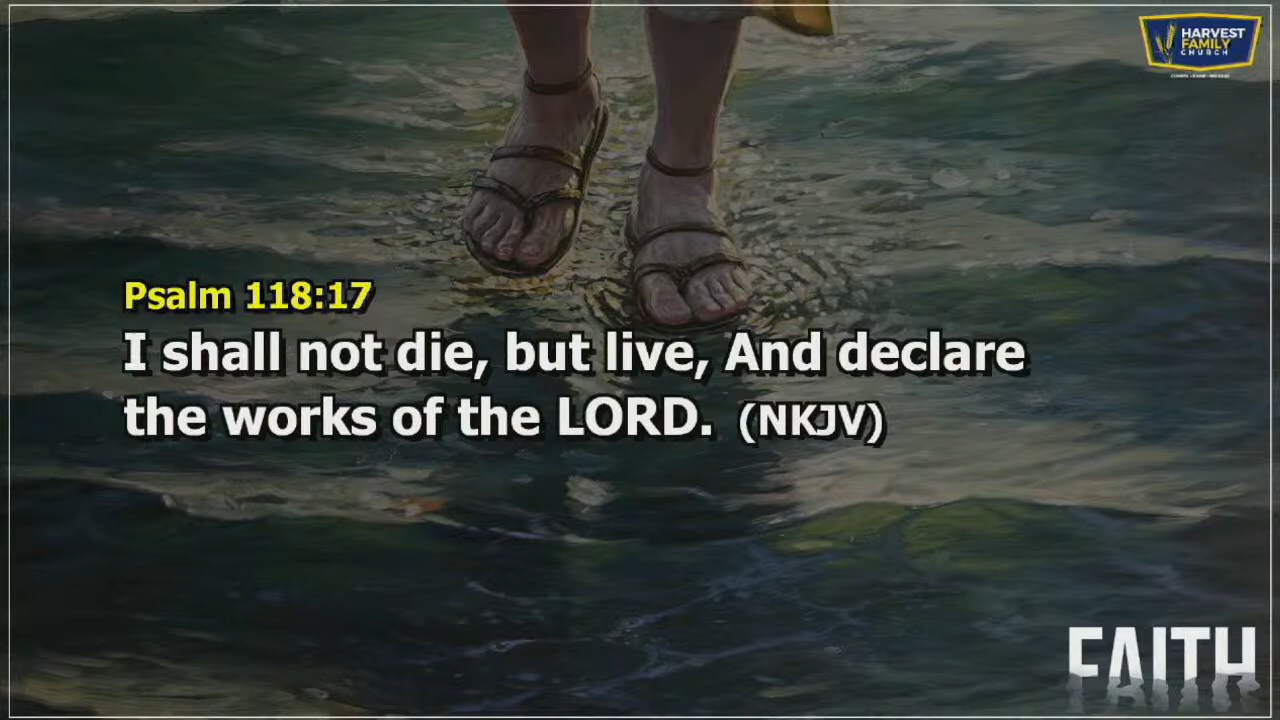 HARVEST
FAMILY
CHURCH
Psalm 118:17
I shall not die, but live, And declare
the works of the LORD. (NKJV)
FAITH